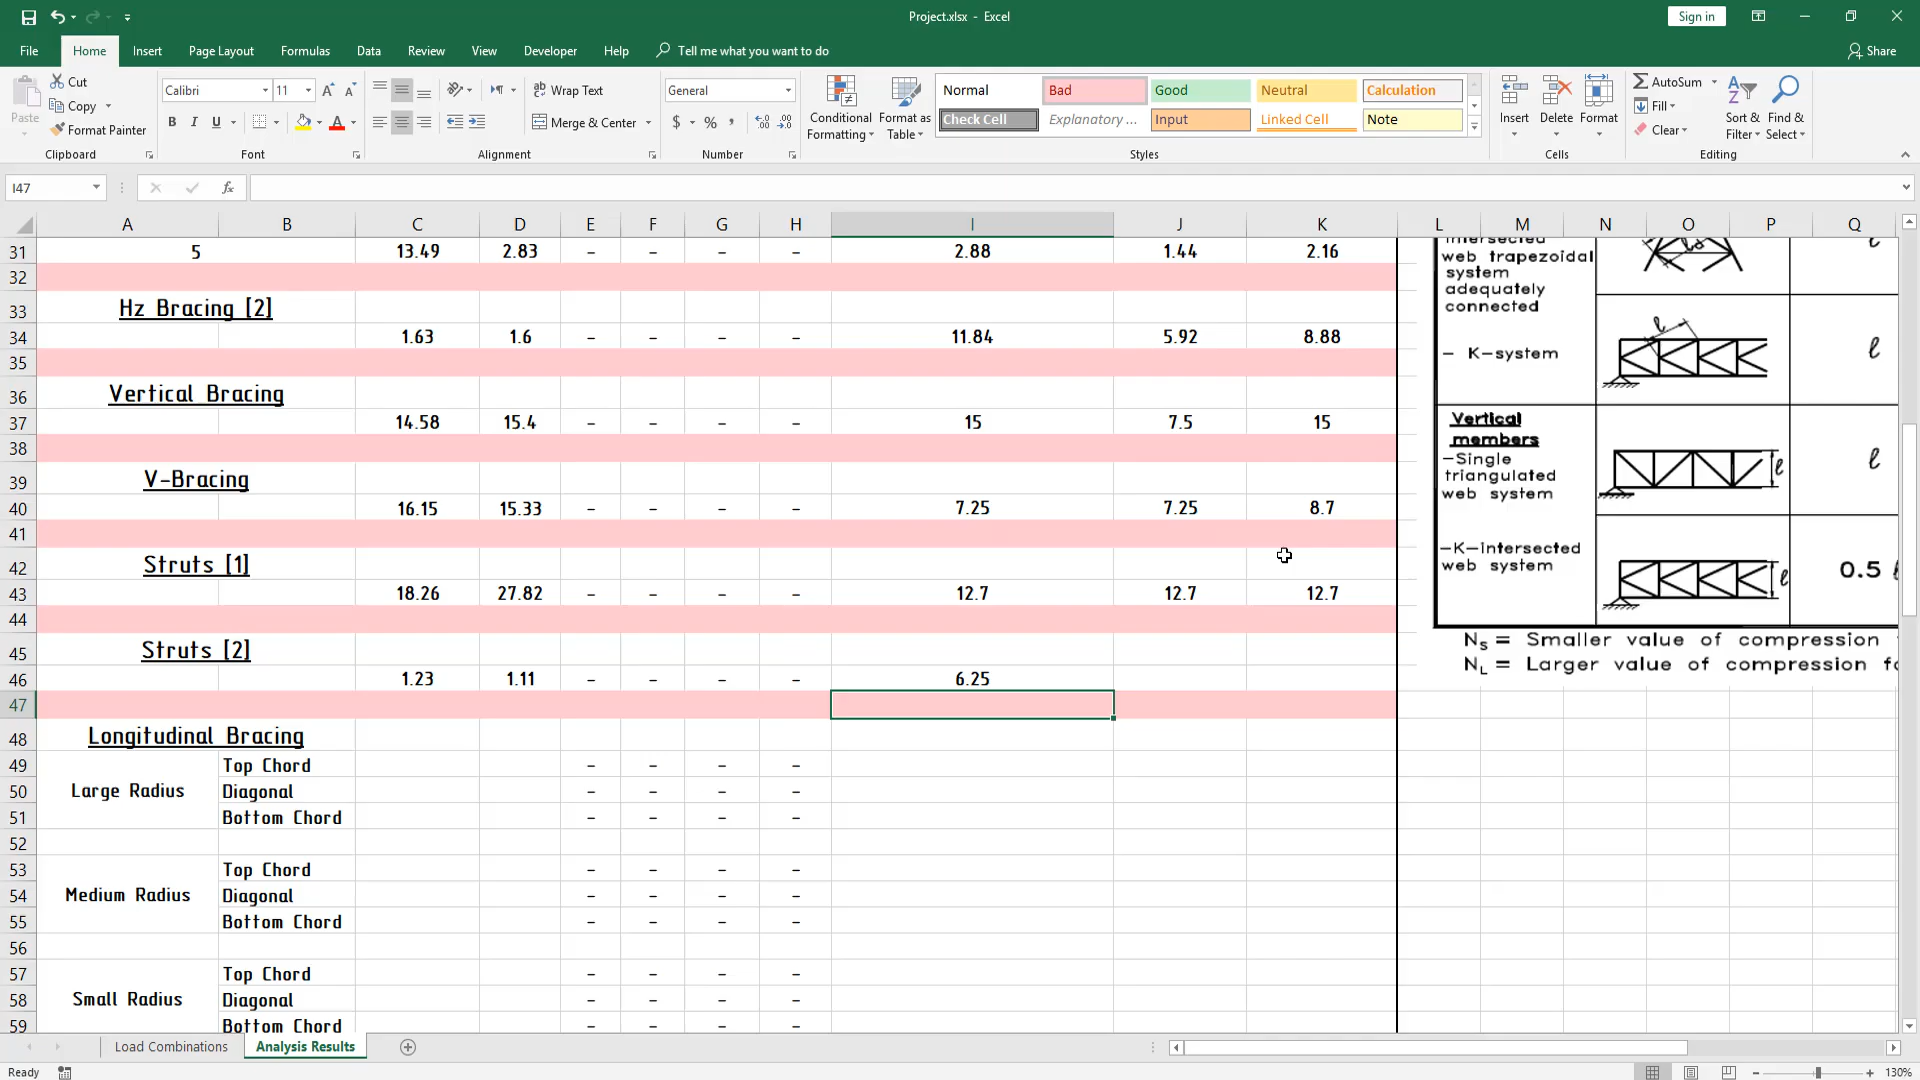 Project.xlsx - Excel
Sign in
File Home Insert Page Layout Formulas Data Review View Developer Help Tell me what you want to do Share
Paste
Cut
Copy
Format Painter
Clipboard
Calibri 11
B I U
Font
Wrap Text
Merge & Center
Alignment
General
$ % ,
Number
Conditional Formatting
Format as Table
Normal Bad Good Neutral Calculation
Check Cell Explanatory ... Input Linked Cell Note
Styles
Insert Delete Format
Cells
AutoSum
Fill
Clear
Sort & Filter
Find & Select
Editing
I47
fx
A B C D E F G H I J K L M N O P Q
31 5 13.49 2.83 - - - - 2.88 1.44 2.16
32
33 Hz Bracing [2]
34 1.63 1.6 - - - - 11.84 5.92 8.88
35
36 Vertical Bracing
37 14.58 15.4 - - - - 15 7.5 15
38
39 V-Bracing
40 16.15 15.33 - - - - 7.25 7.25 8.7
41
42 Struts [1]
43 18.26 27.82 - - - - 12.7 12.7 12.7
44
45 Struts [2]
46 1.23 1.11 - - - - 6.25
47
48 Longitudinal Bracing
49 Top Chord - - - -
50 Large Radius Diagonal - - - -
51 Bottom Chord - - - -
52
53 Top Chord - - - -
54 Medium Radius Diagonal - - - -
55 Bottom Chord - - - -
56
57 Top Chord - - - -
58 Small Radius Diagonal - - - -
59 Bottom Chord - - - -
intersected
web trapezoidal
system
adequately
connected
- K-system
ℓ
ℓ
Vertical
members
-Single
triangulated
web system
ℓ
ℓ
-K-intersected
web system
ℓ
0.5
NS = Smaller value of compression
NL = Larger value of compression
Load Combinations Analysis Results
Ready
130%